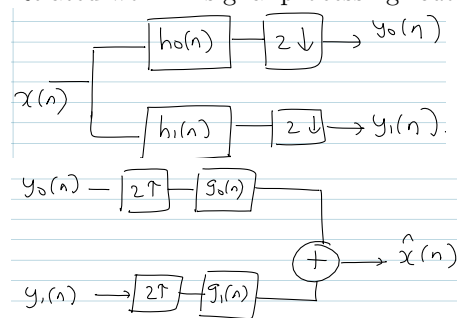 h₀(n) 2↓ y₀(n)
x(n)
h₁(n) 2↓ y₁(n).
y₀(n) 2↑ g₀(n)
+ x̂(n)
y₁(n) 2↑ g₁(n)